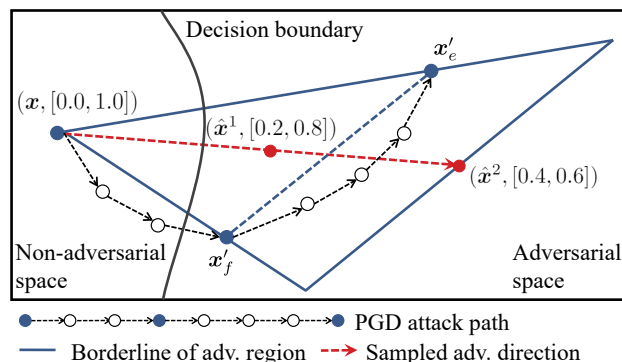 Decision boundary
x′ₑ
(x, [0.0, 1.0])
(x̂¹, [0.2, 0.8])
(x̂², [0.4, 0.6])
Non-adversarial
space
x′_f
Adversarial
space
PGD attack path
Borderline of adv. region
Sampled adv. direction